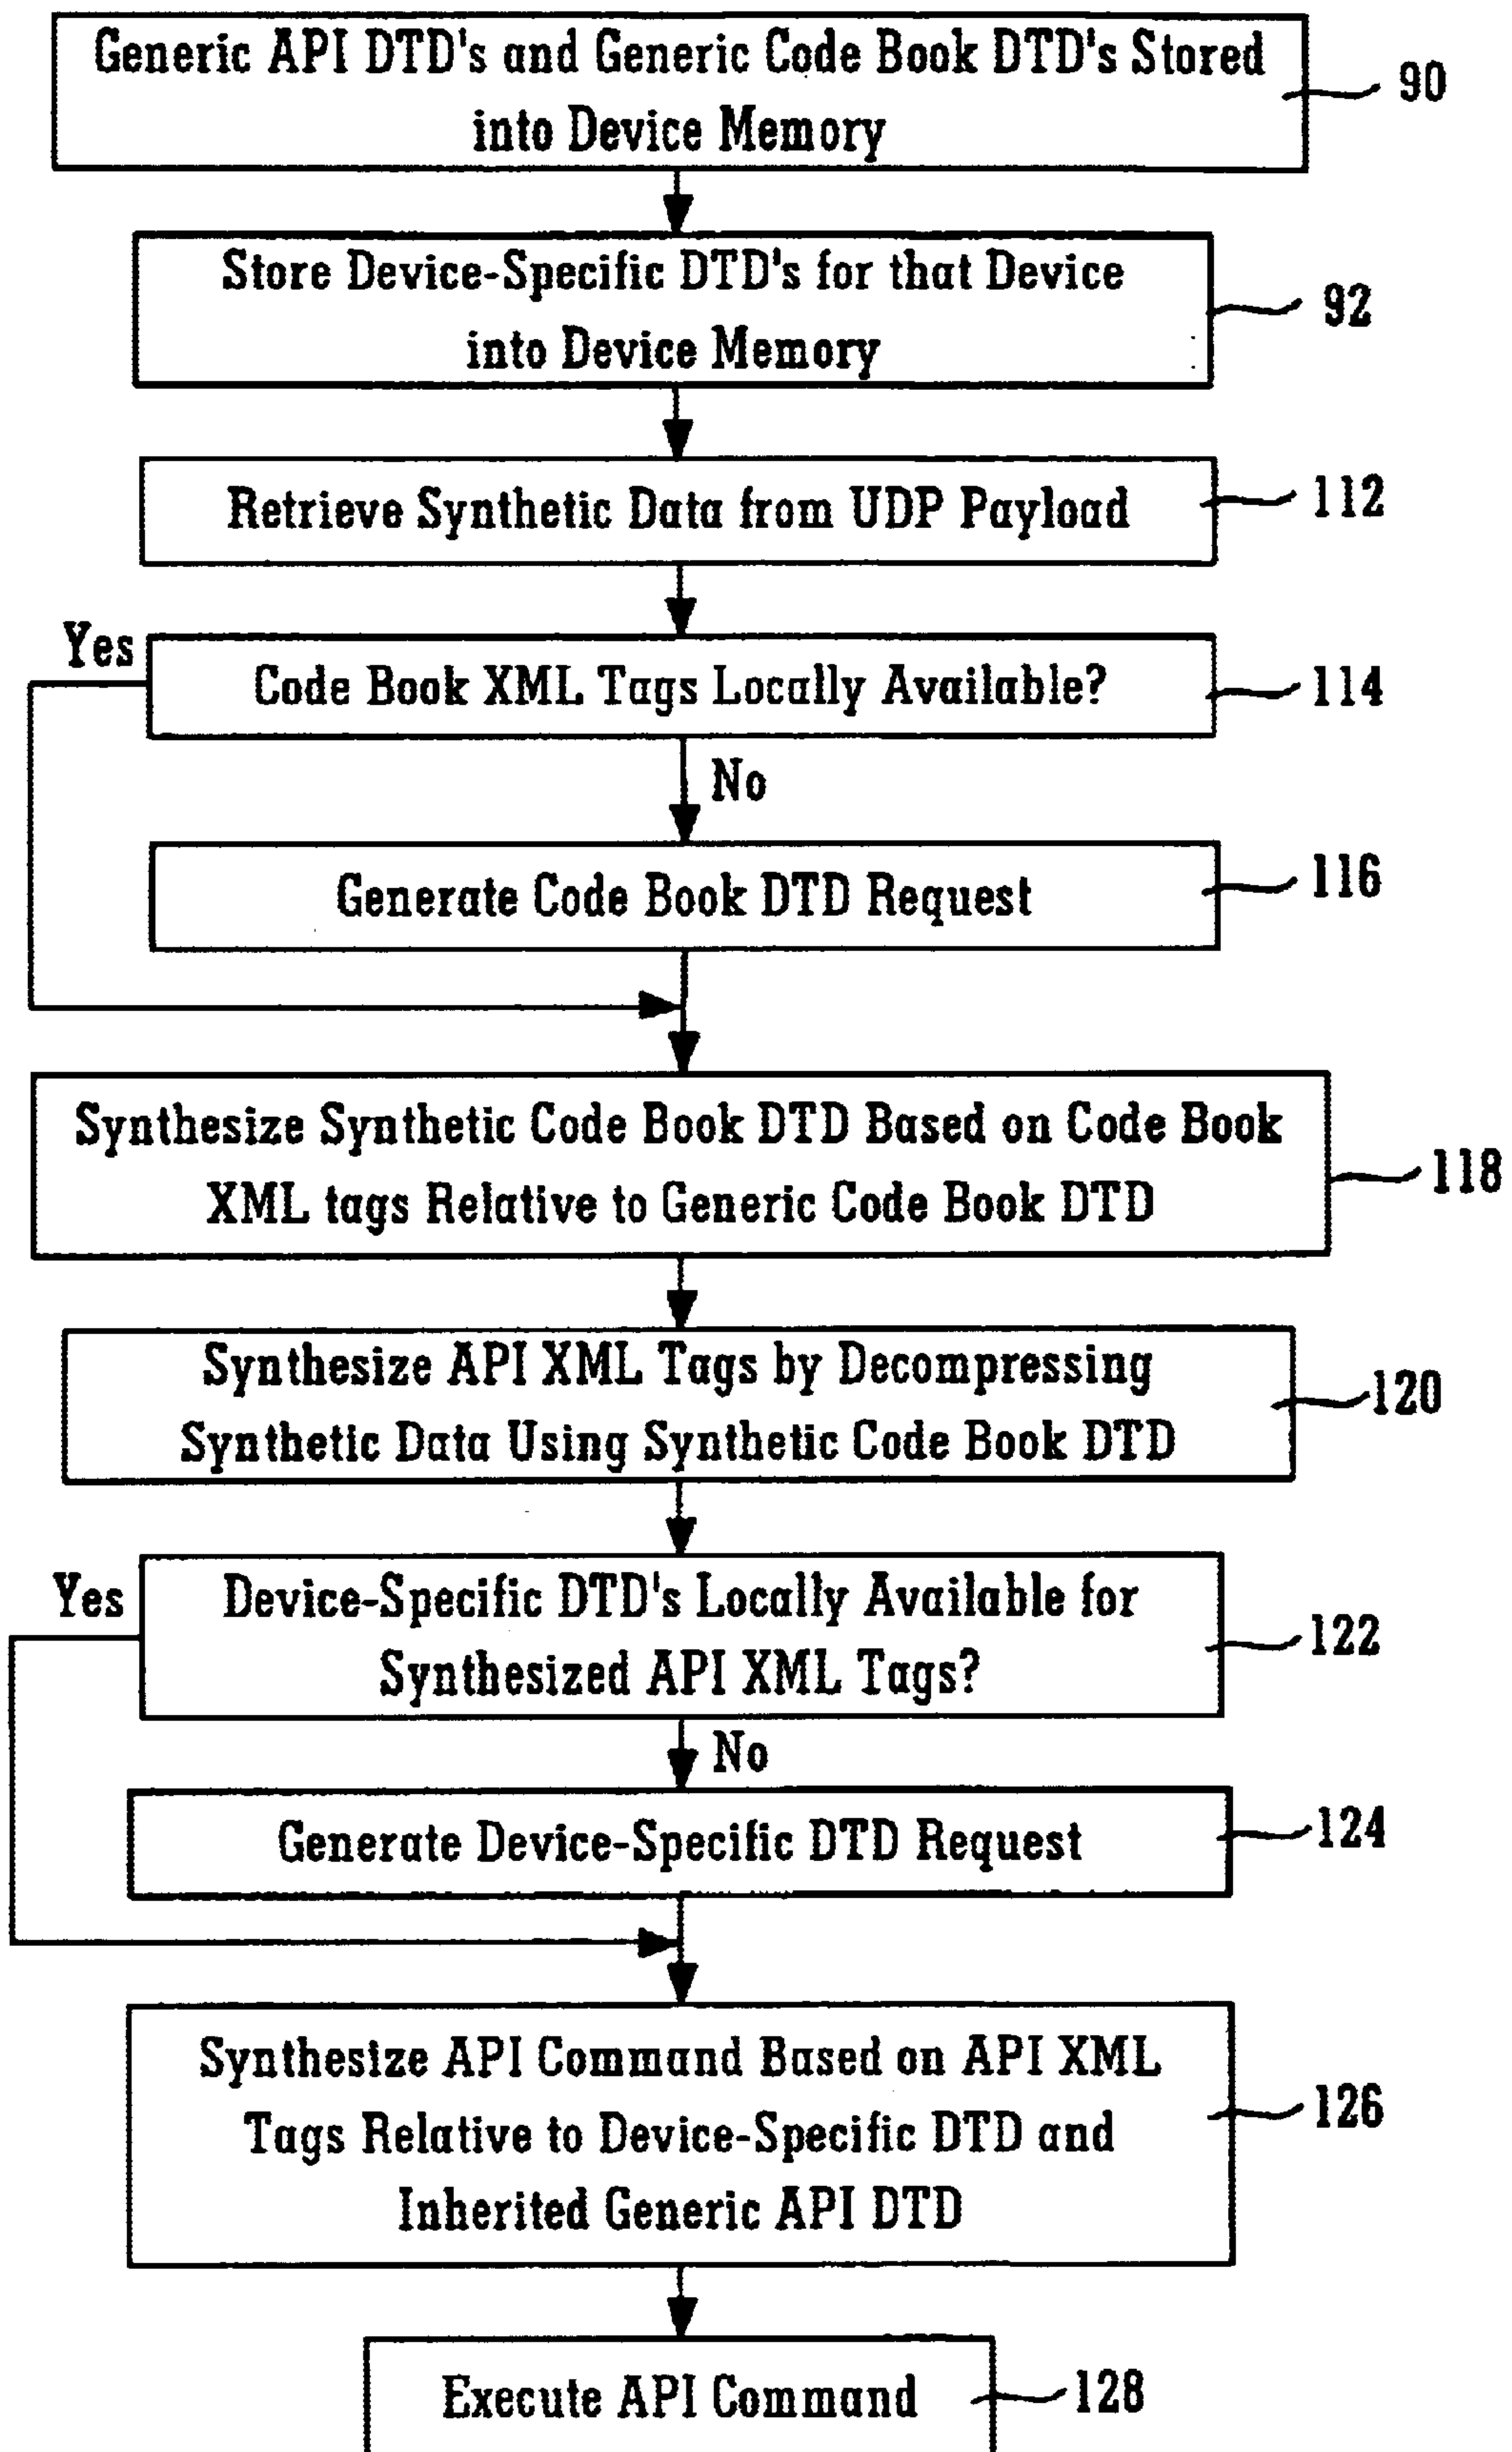 Generic API DTD's and Generic Code Book DTD's Stored
into Device Memory
90
Store Device-Specific DTD's for that Device
into Device Memory
92
Retrieve Synthetic Data from UDP Payload
112
Yes
Code Book XML Tags Locally Available?
114
No
Generate Code Book DTD Request
116
Synthesize Synthetic Code Book DTD Based on Code Book
XML tags Relative to Generic Code Book DTD
118
Synthesize API XML Tags by Decompressing
Synthetic Data Using Synthetic Code Book DTD
120
Yes
Device-Specific DTD's Locally Available for
Synthesized API XML Tags?
122
No
Generate Device-Specific DTD Request
124
Synthesize API Command Based on API XML
Tags Relative to Device-Specific DTD and
Inherited Generic API DTD
126
Execute API Command
128